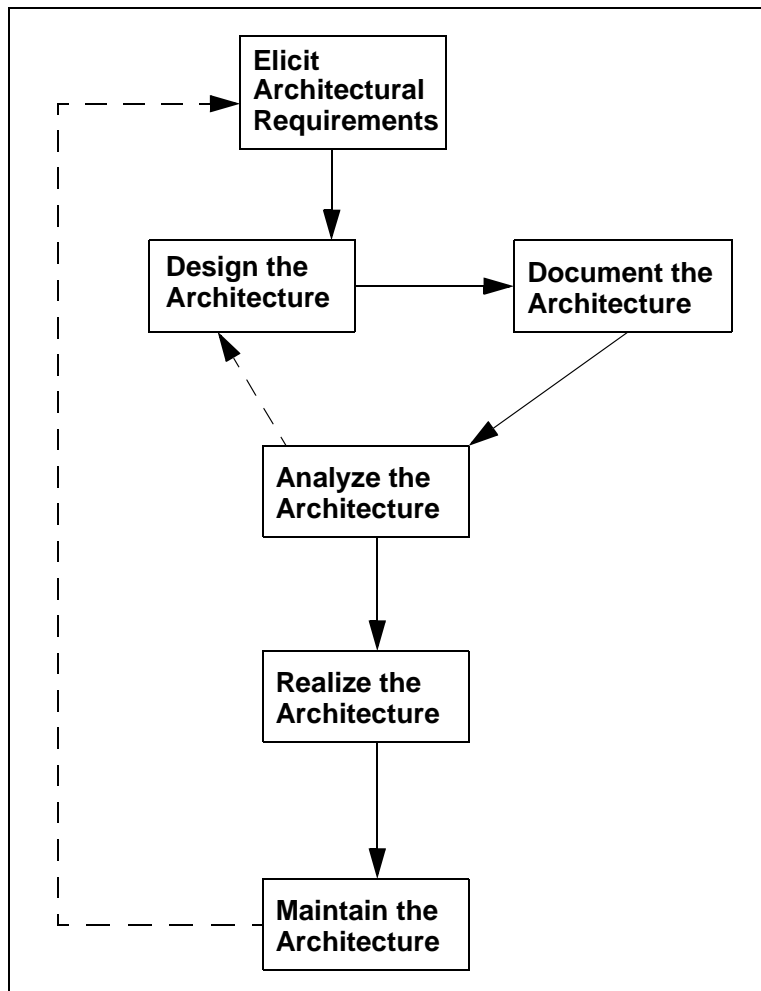 Elicit
Architectural
Requirements
Design the
Architecture
Document the
Architecture
Analyze the
Architecture
Realize the
Architecture
Maintain the
Architecture